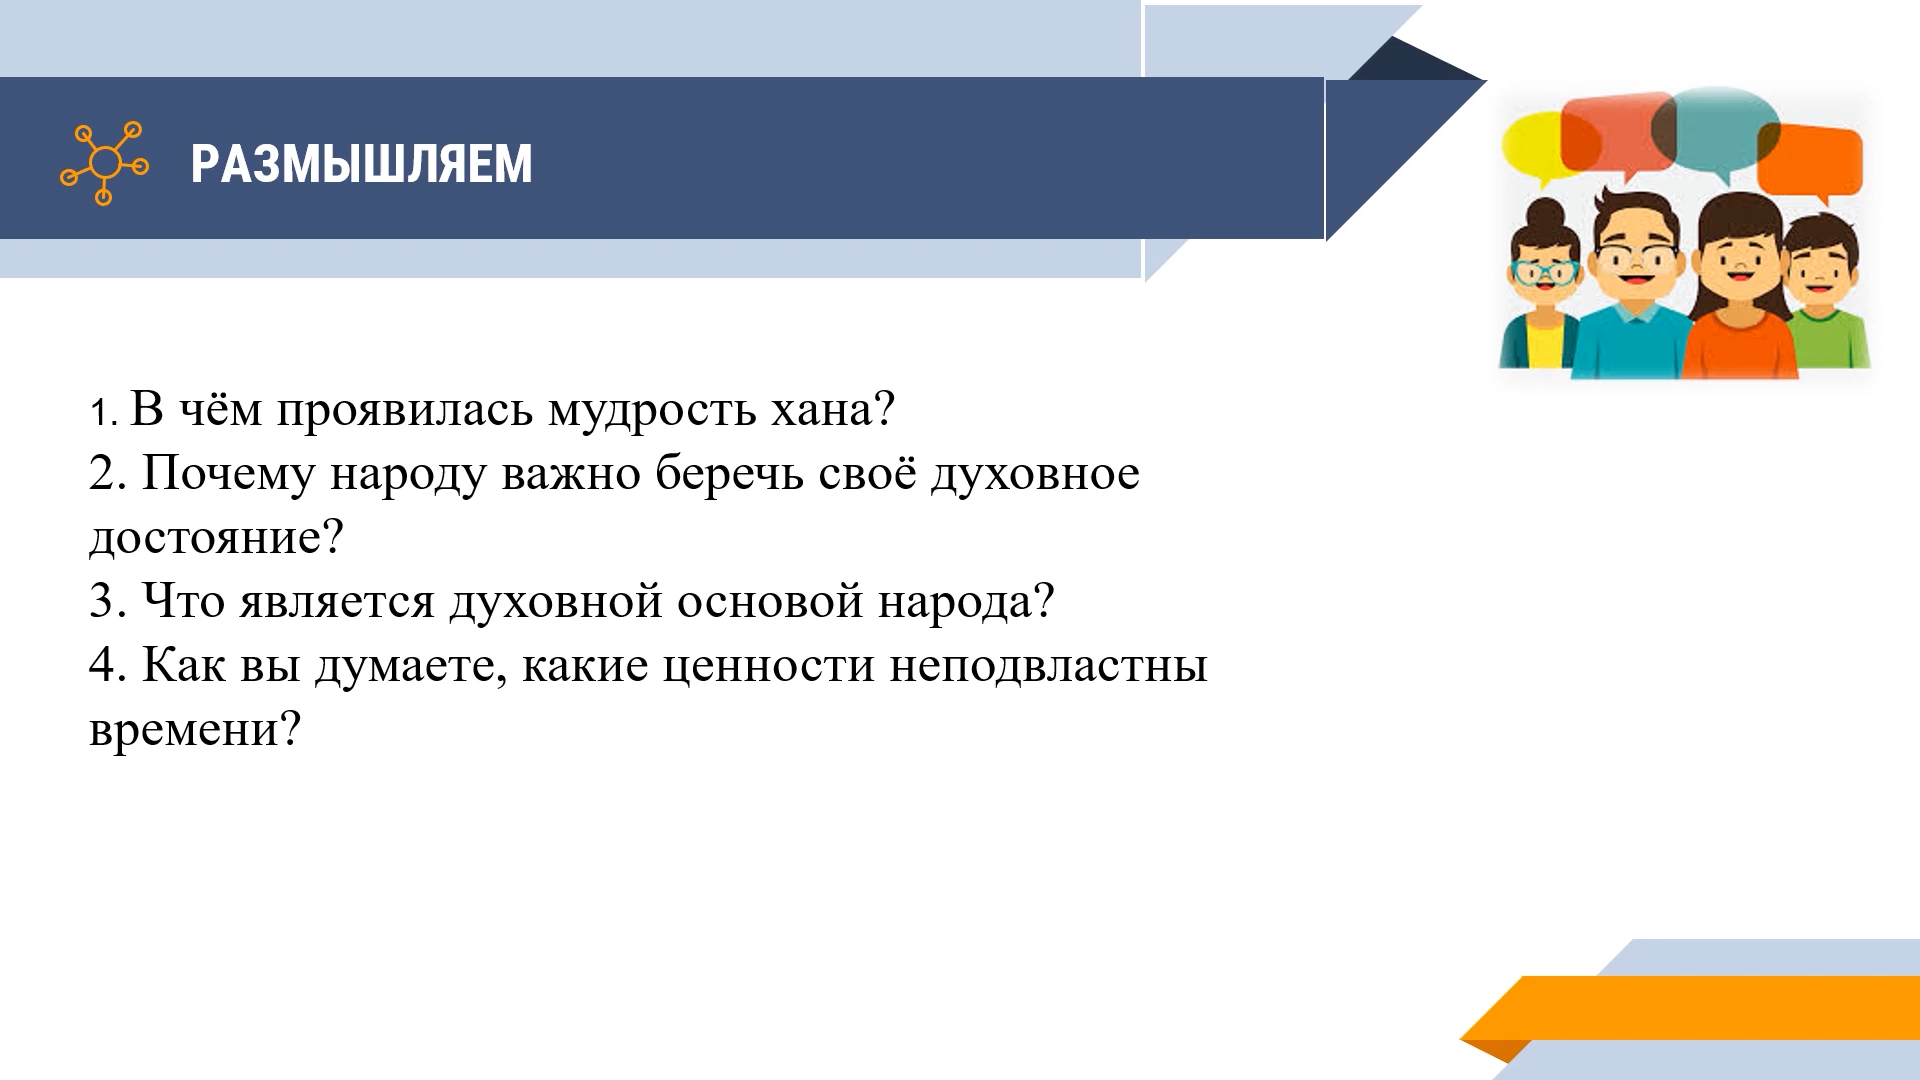 РАЗМЫШЛЯЕМ
1. В чём проявилась мудрость хана?
2. Почему народу важно беречь своё духовное
достояние?
3. Что является духовной основой народа?
4. Как вы думаете, какие ценности неподвластны
времени?